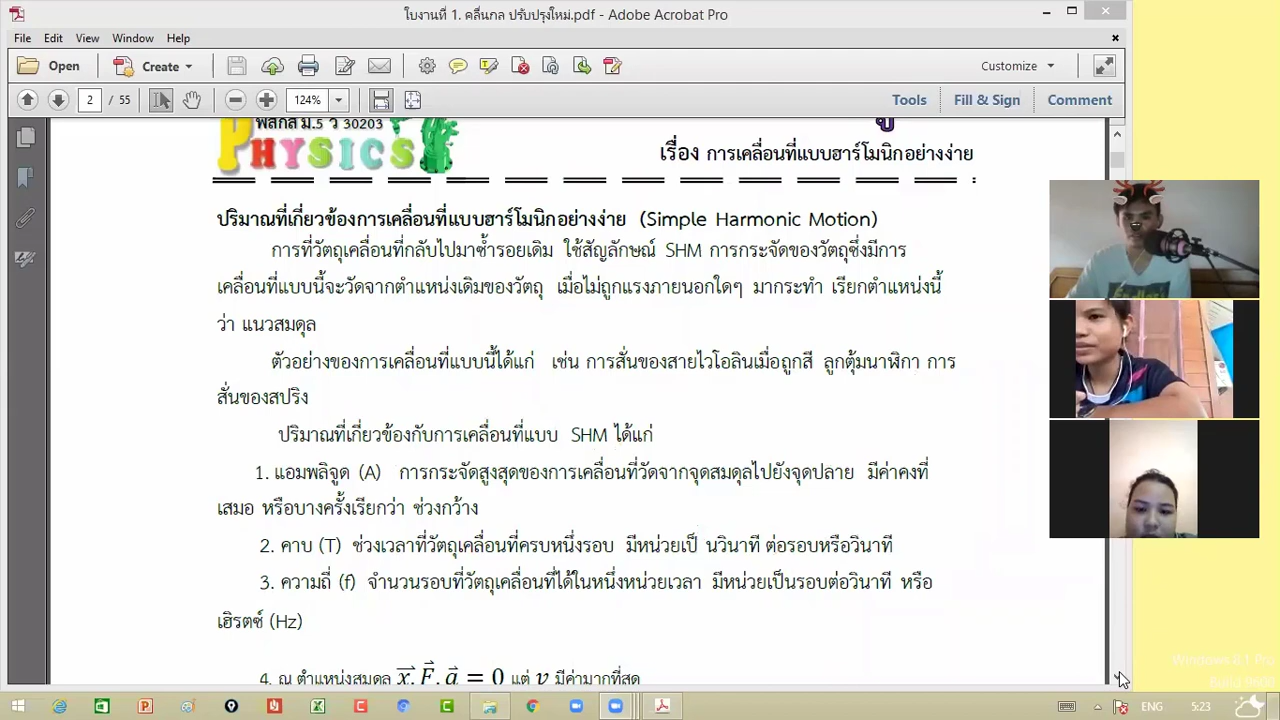 ใบงานที่ 1. คลื่นกล ปรับปรุงใหม่.pdf - Adobe Acrobat Pro
File Edit View Window Help
Open Create Customize
2 / 55 124% Tools Fill & Sign Comment
ฟิสิกส์ ม.5 ว 30203
PHYSICS
เรื่อง การเคลื่อนที่แบบฮาร์โมนิกอย่างง่าย
ปริมาณที่เกี่ยวข้องการเคลื่อนที่แบบฮาร์โมนิกอย่างง่าย (Simple Harmonic Motion)
การที่วัตถุเคลื่อนที่กลับไปมาซ้ำรอยเดิม ใช้สัญลักษณ์ SHM การกระจัดของวัตถุซึ่งมีการ
เคลื่อนที่แบบนี้จะวัดจากตำแหน่งเดิมของวัตถุ เมื่อไม่ถูกแรงภายนอกใดๆ มากระทำ เรียกตำแหน่งนี้
ว่า แนวสมดุล
ตัวอย่างของการเคลื่อนที่แบบนี้ได้แก่ เช่น การสั่นของสายไวโอลินเมื่อถูกสี ลูกตุ้มนาฬิกา การ
สั่นของสปริง
ปริมาณที่เกี่ยวข้องกับการเคลื่อนที่แบบ SHM ได้แก่
1. แอมพลิจูด (A) การกระจัดสูงสุดของการเคลื่อนที่วัดจากจุดสมดุลไปยังจุดปลาย มีค่าคงที่
เสมอ หรือบางครั้งเรียกว่า ช่วงกว้าง
2. คาบ (T) ช่วงเวลาที่วัตถุเคลื่อนที่ครบหนึ่งรอบ มีหน่วยเป็ นวินาที ต่อรอบหรือวินาที
3. ความถี่ (f) จำนวนรอบที่วัตถุเคลื่อนที่ได้ในหนึ่งหน่วยเวลา มีหน่วยเป็นรอบต่อวินาที หรือ
เฮิรตซ์ (Hz)
4. ณ ตำแหน่งสมดุล x⃗, F⃗, a⃗ = 0 แต่ v มีค่ามากที่สุด
Windows 8.1 Pro
Build 9600
ENG 5:23